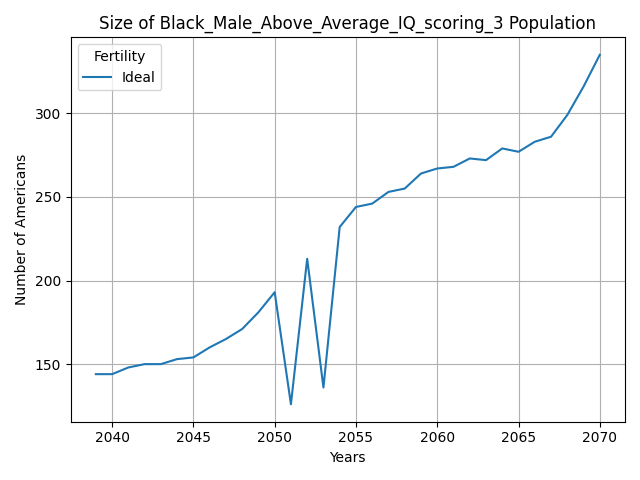 Size of Black_Male_Above_Average_IQ_scoring_3 Population
Fertility
Ideal
Number of Americans
300
250
200
150
2040 2045 2050 2055 2060 2065 2070
Years